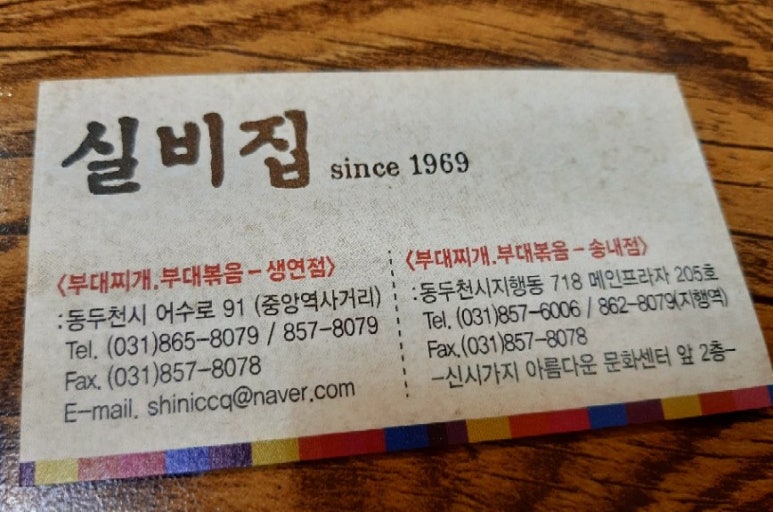 실비집 since 1969
<부대찌개.부대볶음-생연점>
:동두천시 어수로 91 (중앙역사거리)
Tel. (031)865-8079 / 857-8079
Fax. (031)857-8078
E-mail. shiniccq@naver.com
<부대찌개.부대볶음-송내점>
:동두천시지행동 718 메인프라자 205호
Tel. (031)857-6006 / 862-8079(지행역)
Fax.(031)857-8078
-신시가지 아름다운 문화센터 앞 2층-